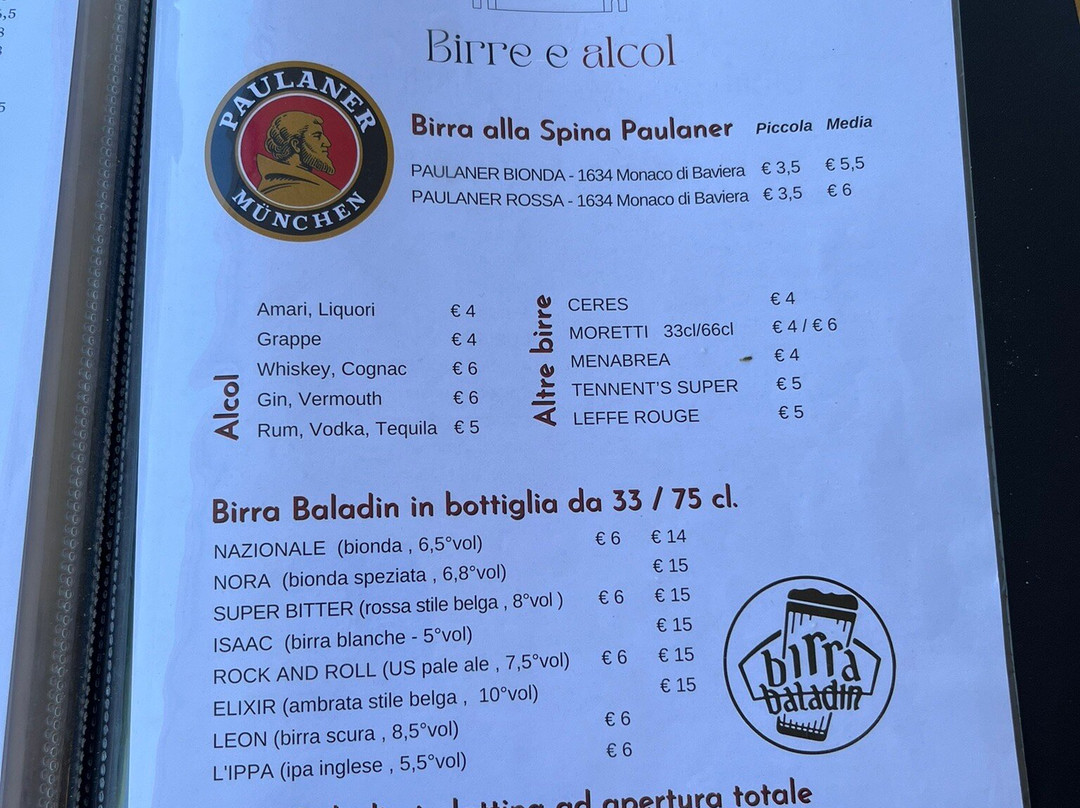 Birre e alcol
PAULANER
MÜNCHEN
Birra alla Spina Paulaner Piccola Media
PAULANER BIONDA - 1634 Monaco di Baviera € 3,5 € 5,5
PAULANER ROSSA - 1634 Monaco di Baviera € 3,5 € 6
Alcol
Amari, Liquori € 4
Grappe € 4
Whiskey, Cognac € 6
Gin, Vermouth € 6
Rum, Vodka, Tequila € 5
Altre birre
CERES € 4
MORETTI 33cl/66cl € 4 / € 6
MENABREA € 4
TENNENT'S SUPER € 5
LEFFE ROUGE € 5
Birra Baladin in bottiglia da 33 / 75 cl.
NAZIONALE (bionda , 6,5°vol) € 6 € 14
NORA (bionda speziata , 6,8°vol) € 15
SUPER BITTER (rossa stile belga , 8°vol ) € 6 € 15
ISAAC (birra blanche - 5°vol) € 15
ROCK AND ROLL (US pale ale , 7,5°vol) € 6 € 15
ELIXIR (ambrata stile belga , 10°vol) € 15
LEON (birra scura , 8,5°vol) € 6
L'IPPA (ipa inglese , 5,5°vol) € 6
birra
baladin
ad apertura totale